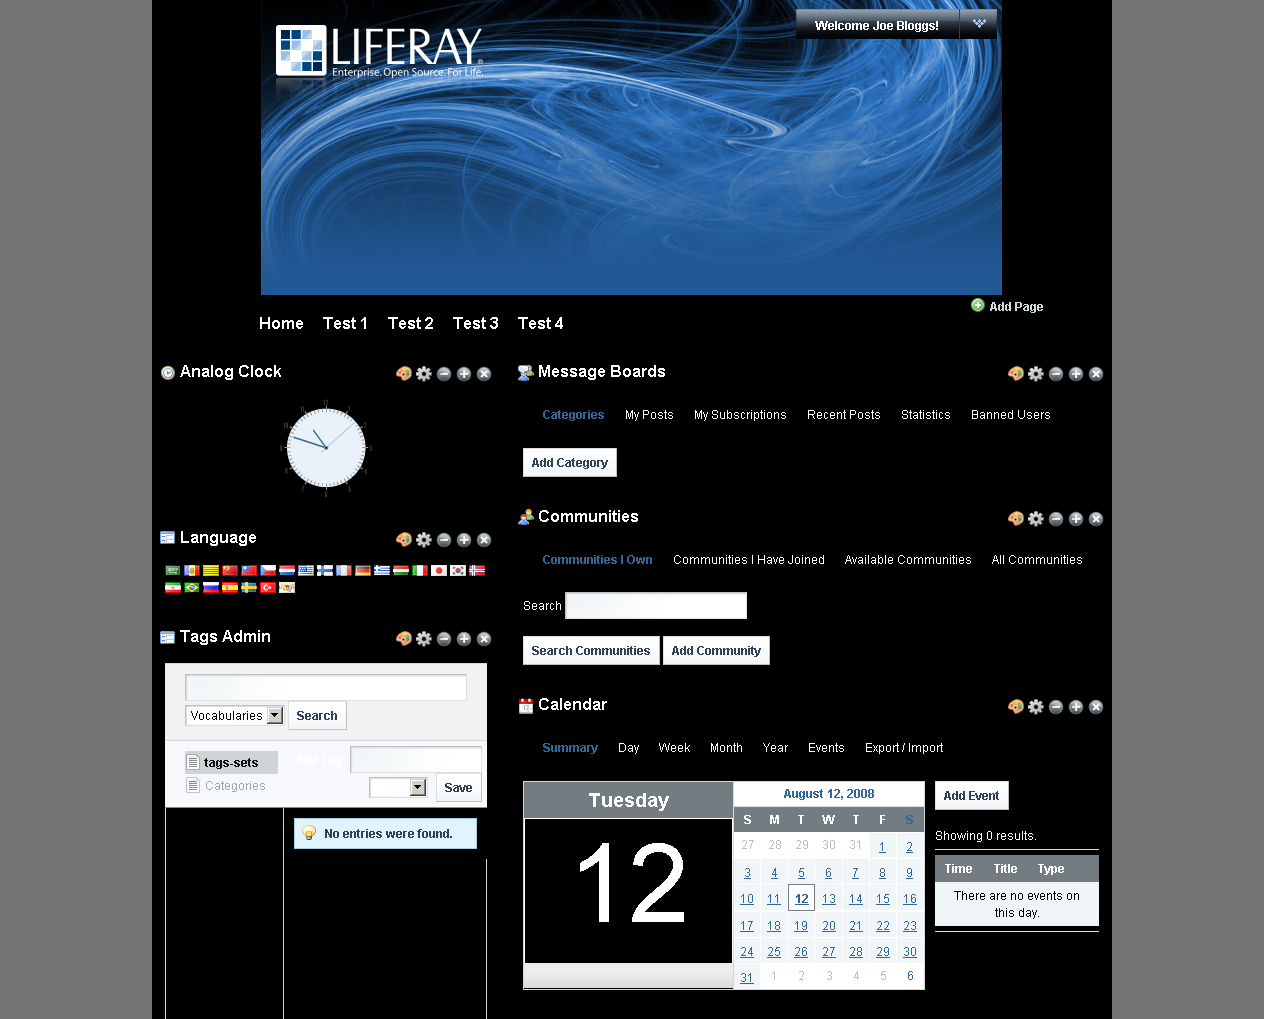 Welcome Joe Bloggs!
LIFERAY
Enterprise. Open Source. For Life.
Add Page
Home Test 1 Test 2 Test 3 Test 4
Analog Clock
Language
Tags Admin
Vocabularies Search
tags-sets Add Tag
Categories Save
No entries were found.
Message Boards
Categories My Posts My Subscriptions Recent Posts Statistics Banned Users
Add Category
Communities
Communities I Own Communities I Have Joined Available Communities All Communities
Search
Search Communities Add Community
Calendar
Summary Day Week Month Year Events Export / Import
Tuesday
12
August 12, 2008
S M T W T F S
27 28 29 30 31 1 2
3 4 5 6 7 8 9
10 11 12 13 14 15 16
17 18 19 20 21 22 23
24 25 26 27 28 29 30
31 1 2 3 4 5 6
Add Event
Showing 0 results.
Time Title Type
There are no events on
this day.